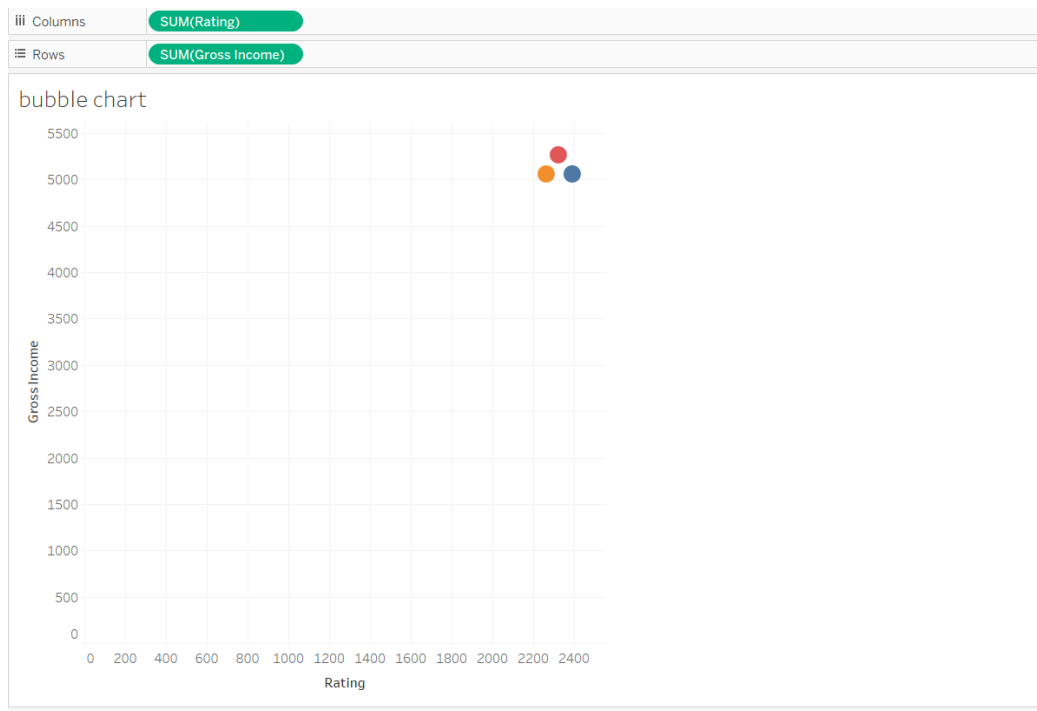 Columns SUM(Rating)
Rows SUM(Gross Income)
bubble chart
5500
5000
4500
4000
3500
3000
2500
2000
1500
1000
500
0
Gross Income
0 200 400 600 800 1000 1200 1400 1600 1800 2000 2200 2400
Rating